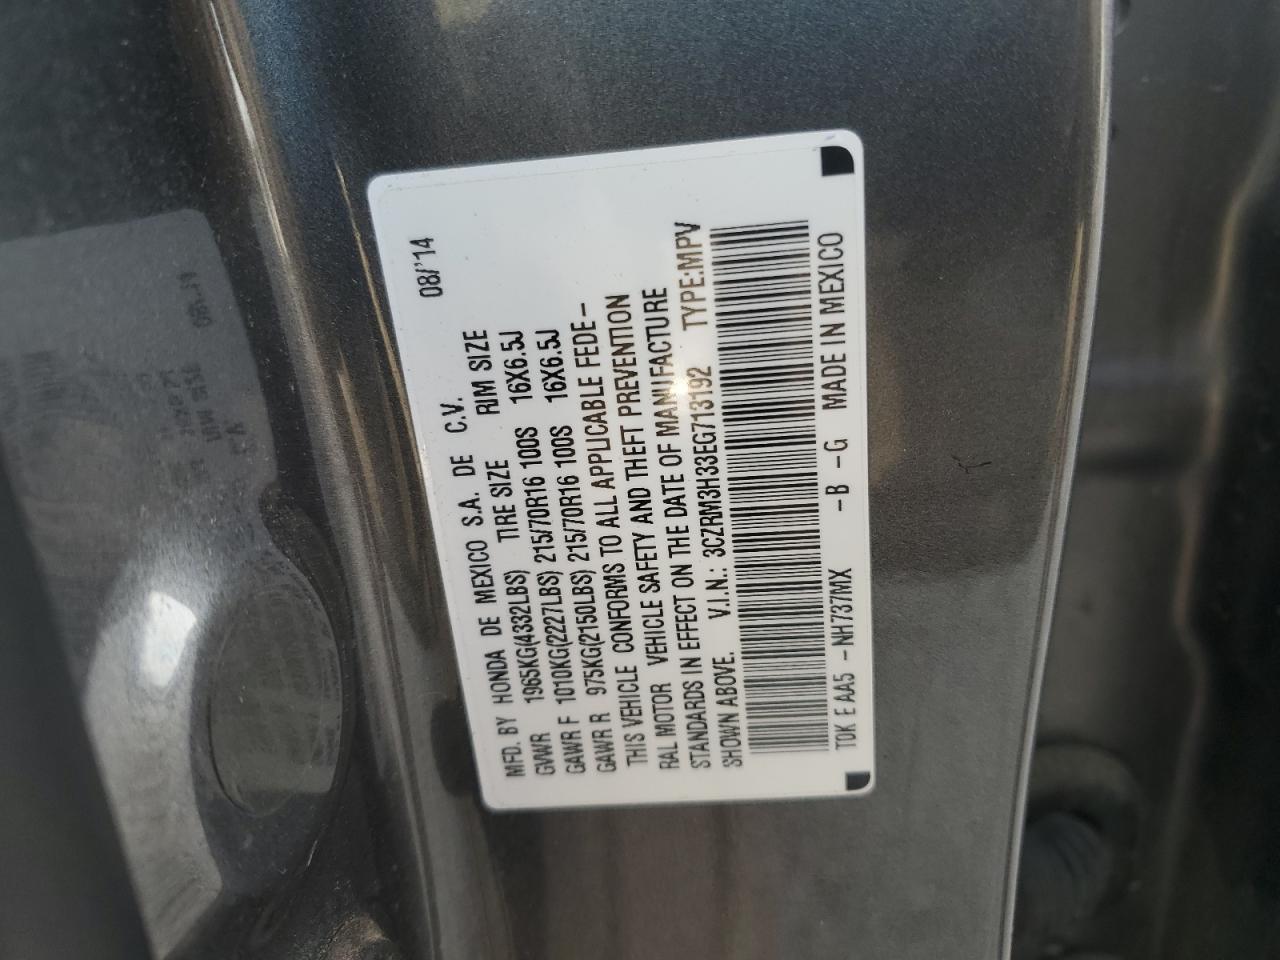 08/'14
MFD. BY HONDA DE MEXICO S.A. DE C.V.
GVWR 1965KG(4332LBS) TIRE SIZE RIM SIZE
GAWR F 1010KG(2227LBS) 215/70R16 100S 16X6.5J
GAWR R 975KG(2150LBS) 215/70R16 100S 16X6.5J
THIS VEHICLE CONFORMS TO ALL APPLICABLE FEDE-
RAL MOTOR VEHICLE SAFETY AND THEFT PREVENTION
STANDARDS IN EFFECT ON THE DATE OF MANUFACTURE
SHOWN ABOVE. V.I.N.: 3CZRM3H33EG713192 TYPE:MPV
TDK E AA5 -NH737MX -B -G MADE IN MEXICO